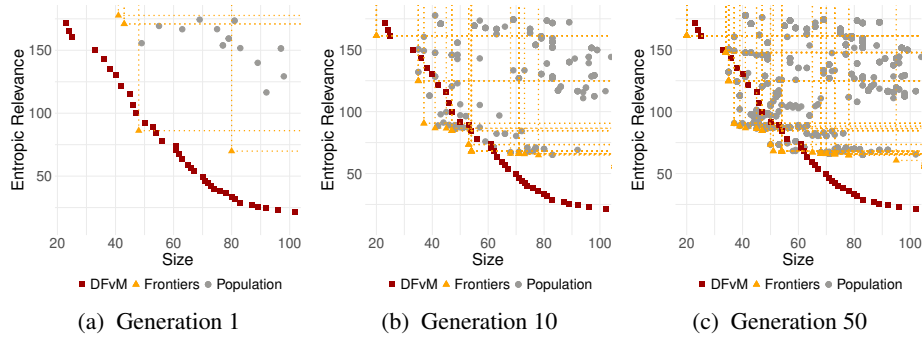 Entropic Relevance
150
100
50
20 40 60 80 100
Size
DFvM Frontiers Population
(a) Generation 1
Entropic Relevance
150
100
50
20 40 60 80 100
Size
DFvM Frontiers Population
(b) Generation 10
Entropic Relevance
150
100
50
20 40 60 80 100
Size
DFvM Frontiers Population
(c) Generation 50